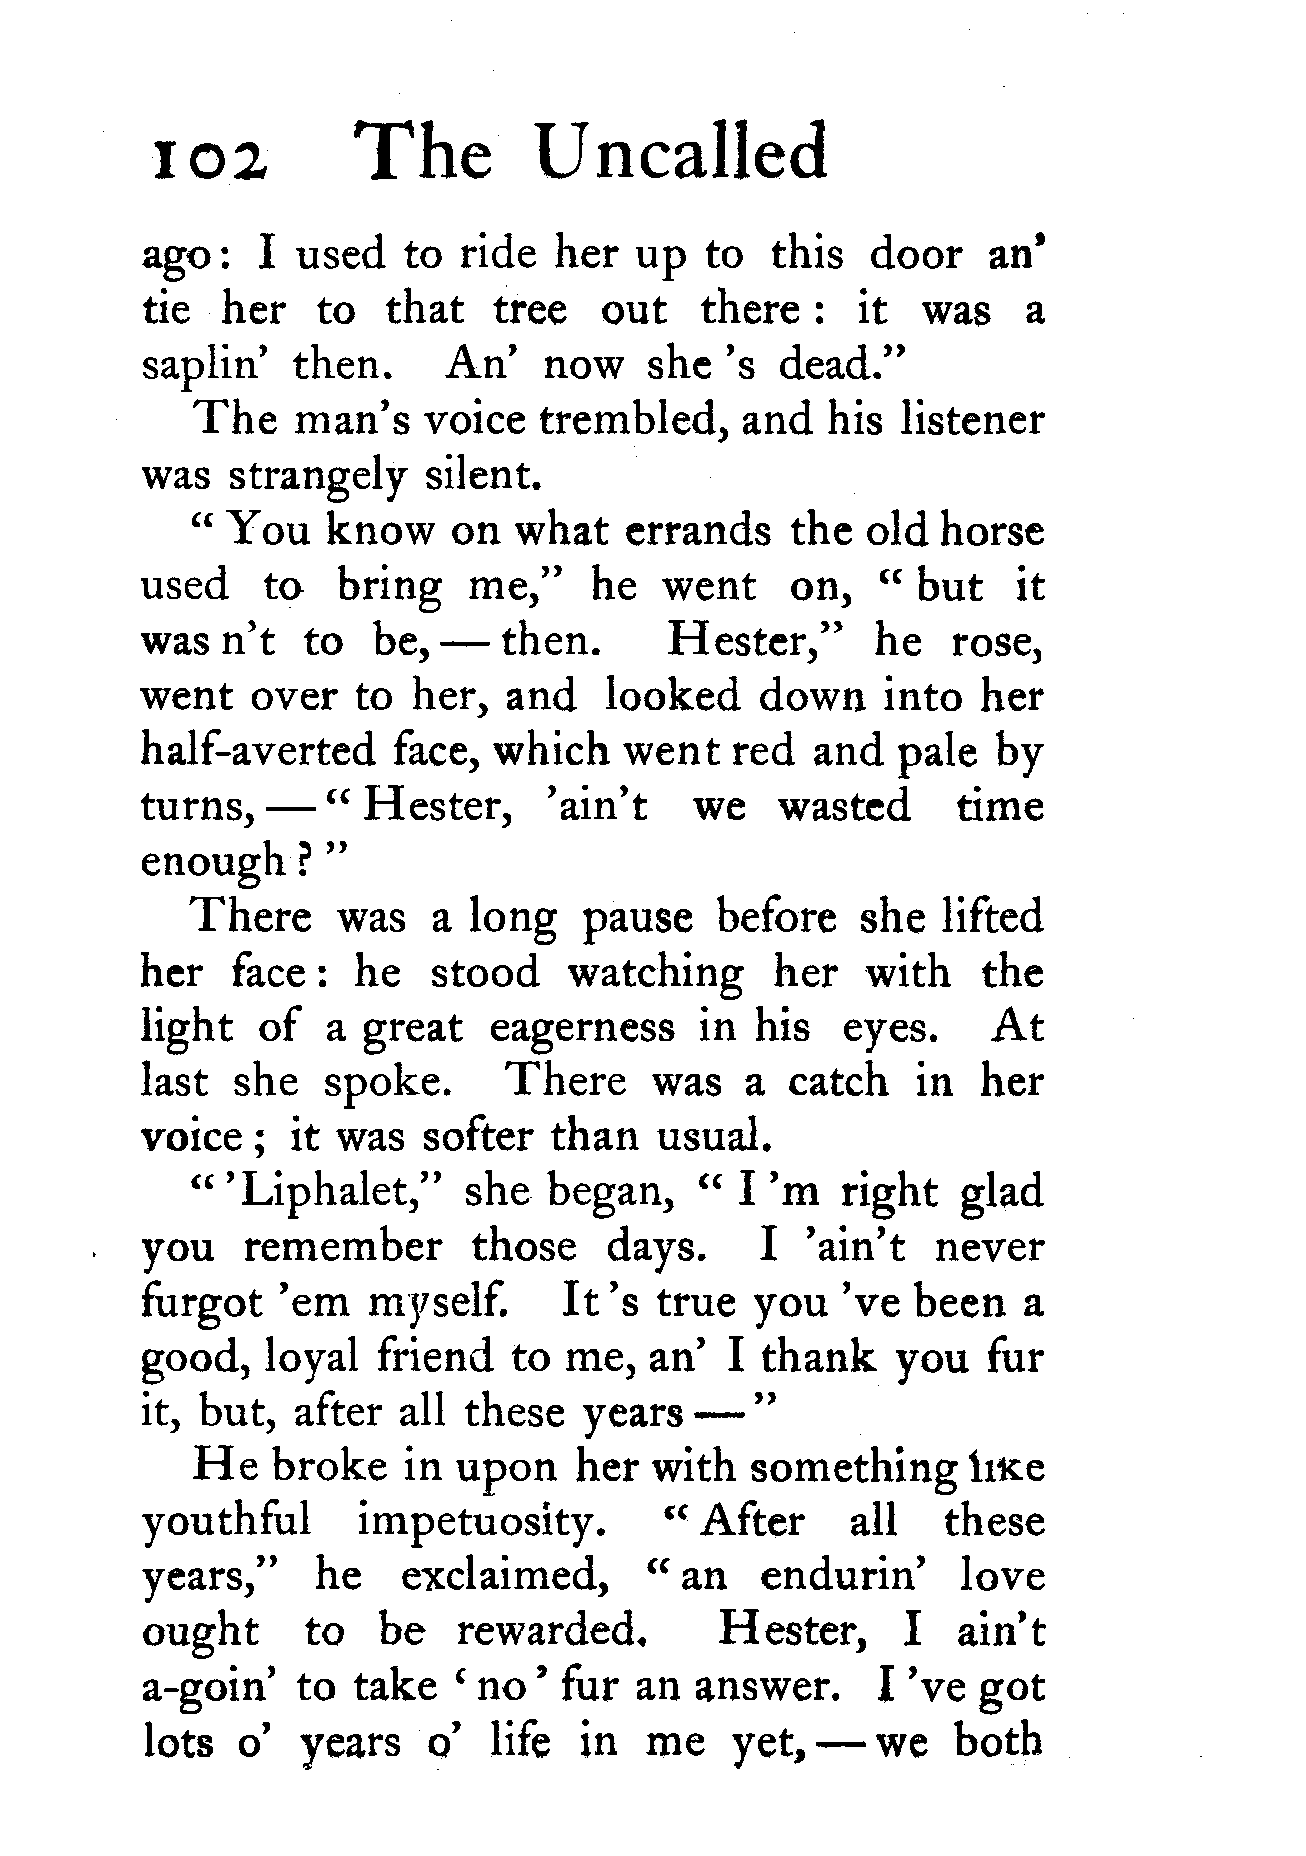 102 The Uncalled
ago: I used to ride her up to this door an'
tie her to that tree out there: it was a
saplin' then. An' now she 's dead."
The man's voice trembled, and his listener
was strangely silent.
"You know on what errands the old horse
used to bring me," he went on, "but it
was n't to be,—then. Hester," he rose,
went over to her, and looked down into her
half-averted face, which went red and pale by
turns,—"Hester, 'ain't we wasted time
enough?"
There was a long pause before she lifted
her face: he stood watching her with the
light of a great eagerness in his eyes. At
last she spoke. There was a catch in her
voice; it was softer than usual.
"'Liphalet," she began, "I 'm right glad
you remember those days. I 'ain't never
furgot 'em myself. It 's true you 've been a
good, loyal friend to me, an' I thank you fur
it, but, after all these years—"
He broke in upon her with something like
youthful impetuosity. "After all these
years," he exclaimed, "an endurin' love
ought to be rewarded. Hester, I ain't
a-goin' to take 'no' fur an answer. I 've got
lots o' years o' life in me yet,—we both